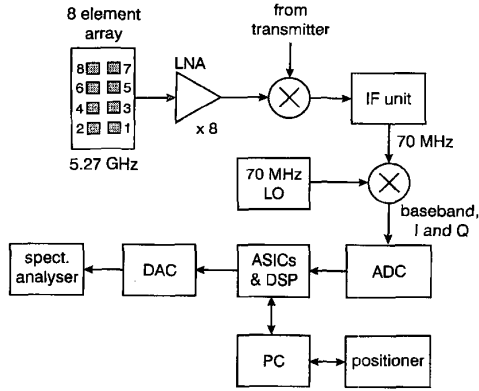 8 element
array
from
transmitter
LNA
8 7
6 5
4 3
2 1
x 8
IF unit
5.27 GHz
70 MHz
70 MHz
LO
baseband,
I and Q
spect.
analyser
DAC
ASICs
& DSP
ADC
PC
positioner